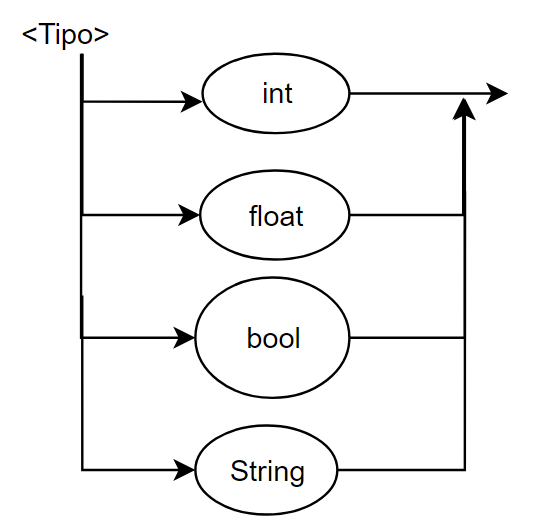 <Tipo>
int
float
bool
String